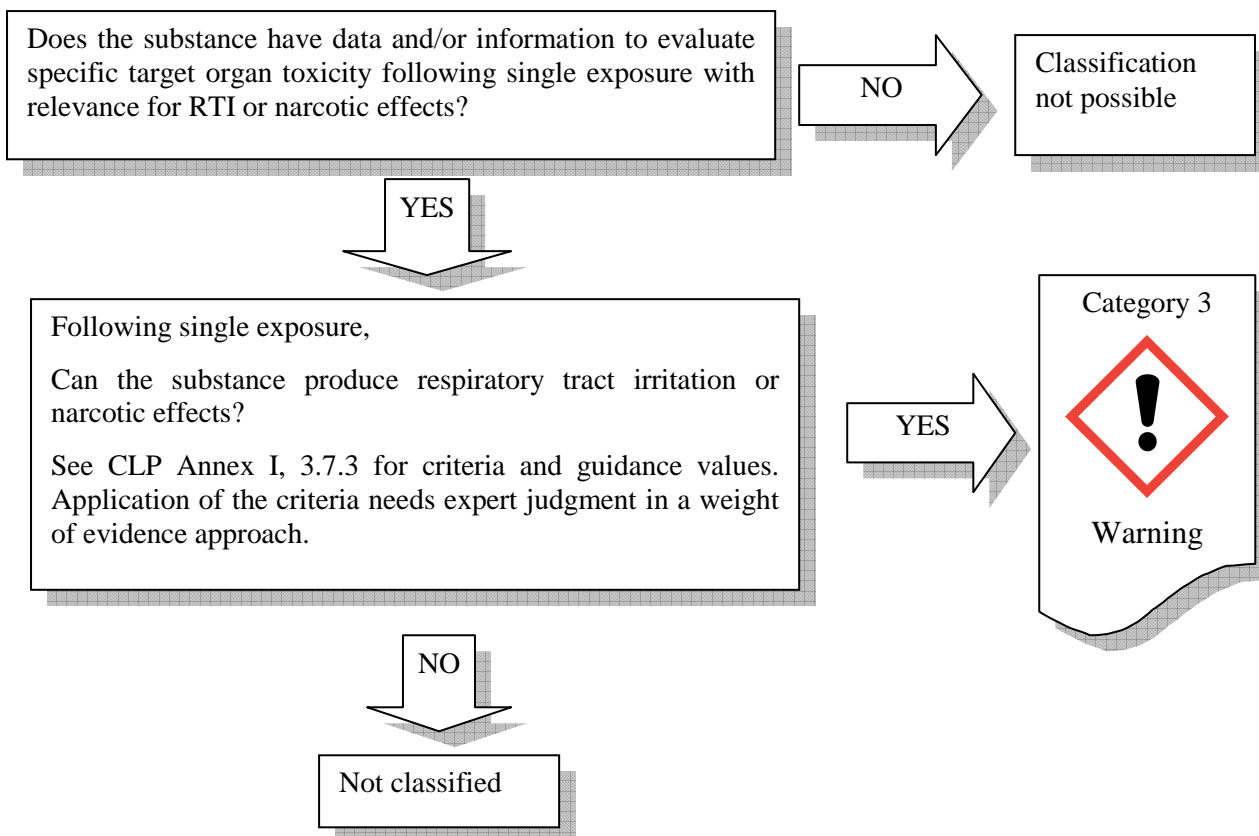 Does the substance have data and/or information to evaluate
specific target organ toxicity following single exposure with
relevance for RTI or narcotic effects?
NO
Classification
not possible
YES
Following single exposure,
Can the substance produce respiratory tract irritation or
narcotic effects?
See CLP Annex I, 3.7.3 for criteria and guidance values.
Application of the criteria needs expert judgment in a weight
of evidence approach.
YES
Category 3
Warning
NO
Not classified